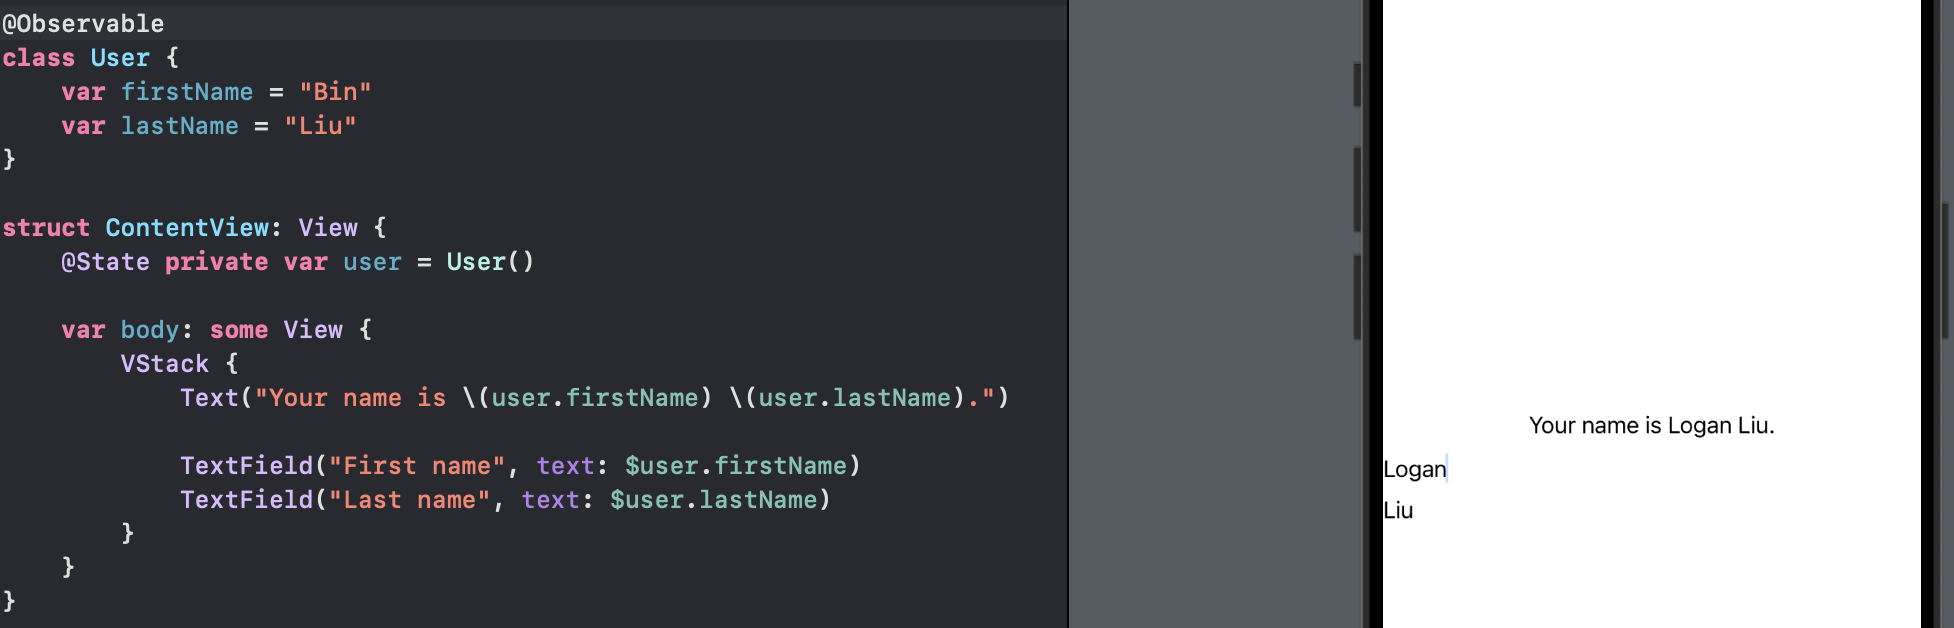 @Observable
class User {
    var firstName = "Bin"
    var lastName = "Liu"
}
struct ContentView: View {
    @State private var user = User()
    var body: some View {
        VStack {
            Text("Your name is \(user.firstName) \(user.lastName).")
            TextField("First name", text: $user.firstName)
            TextField("Last name", text: $user.lastName)
        }
    }
}
Your name is Logan Liu.
Logan
Liu